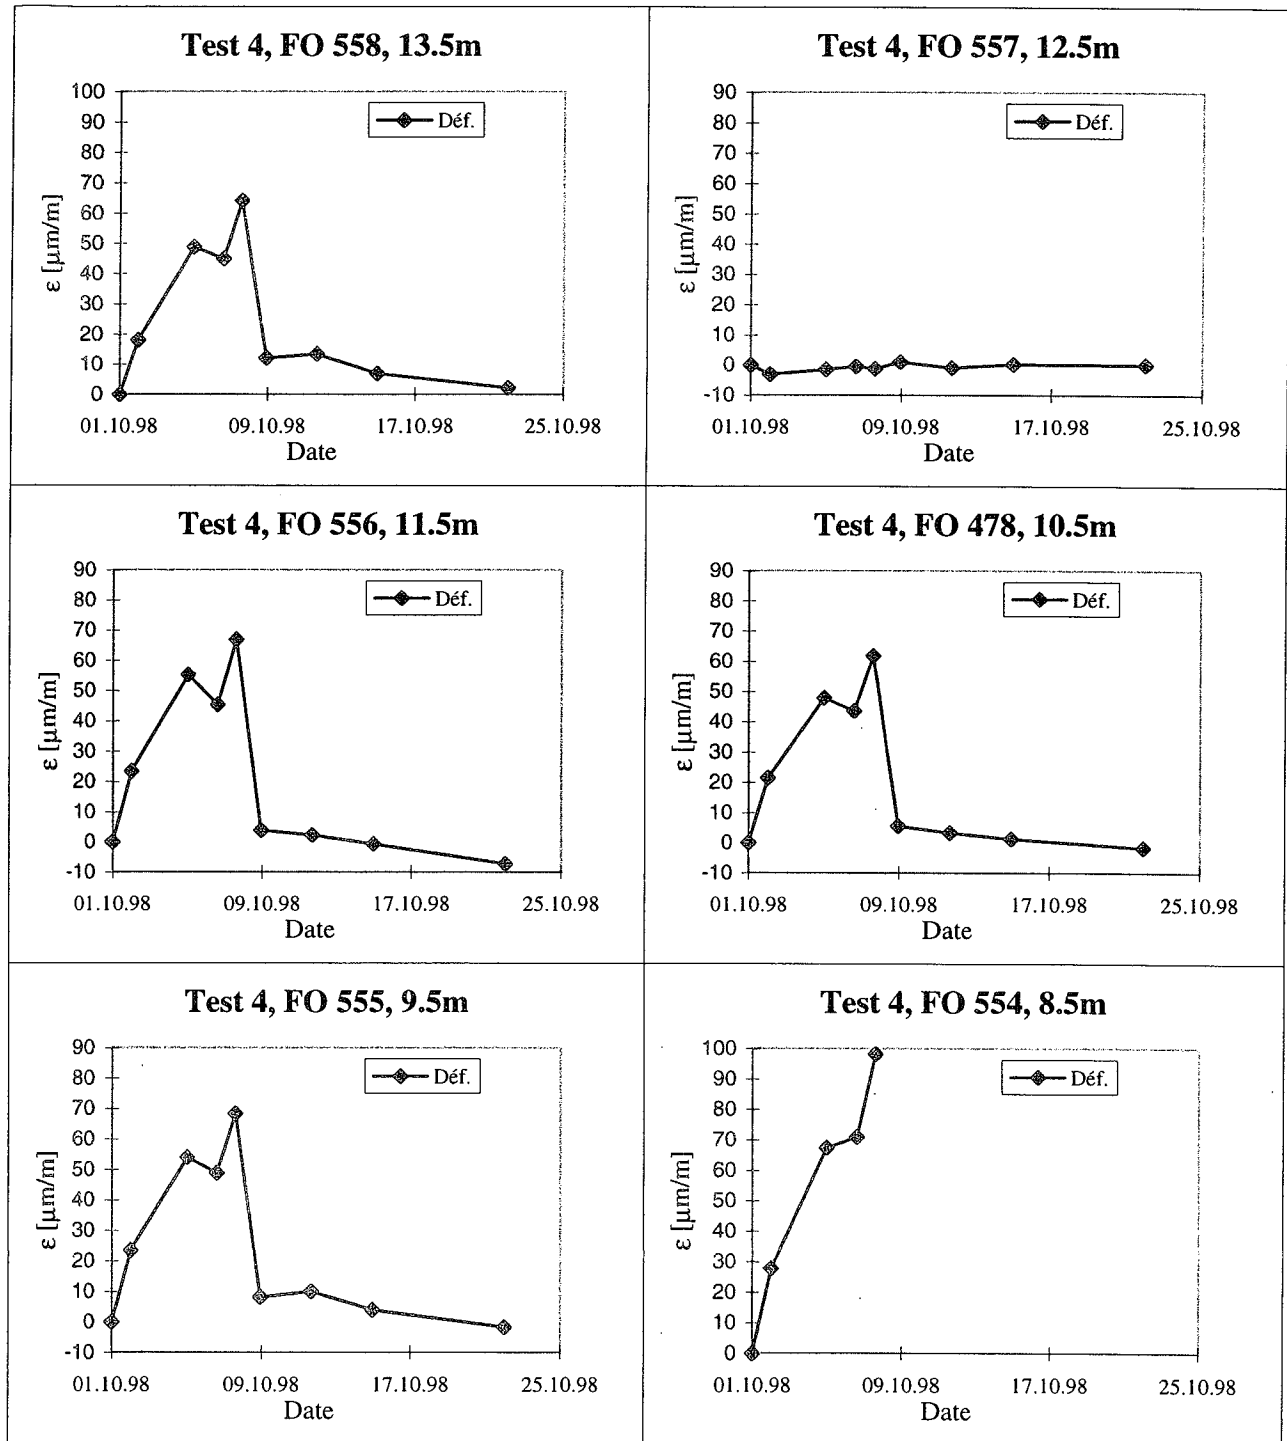 Test 4, FO 558, 13.5m
Déf.
ε [µm/m]
100
90
80
70
60
50
40
30
20
10
0
01.10.98 09.10.98 17.10.98 25.10.98
Date
Test 4, FO 557, 12.5m
Déf.
ε [µm/m]
90
80
70
60
50
40
30
20
10
0
-10
01.10.98 09.10.98 17.10.98 25.10.98
Date
Test 4, FO 556, 11.5m
Déf.
ε [µm/m]
90
80
70
60
50
40
30
20
10
0
-10
01.10.98 09.10.98 17.10.98 25.10.98
Date
Test 4, FO 478, 10.5m
Déf.
ε [µm/m]
90
80
70
60
50
40
30
20
10
0
-10
01.10.98 09.10.98 17.10.98 25.10.98
Date
Test 4, FO 555, 9.5m
Déf.
ε [µm/m]
90
80
70
60
50
40
30
20
10
0
-10
01.10.98 09.10.98 17.10.98 25.10.98
Date
Test 4, FO 554, 8.5m
Déf.
ε [µm/m]
100
90
80
70
60
50
40
30
20
10
0
01.10.98 09.10.98 17.10.98 25.10.98
Date